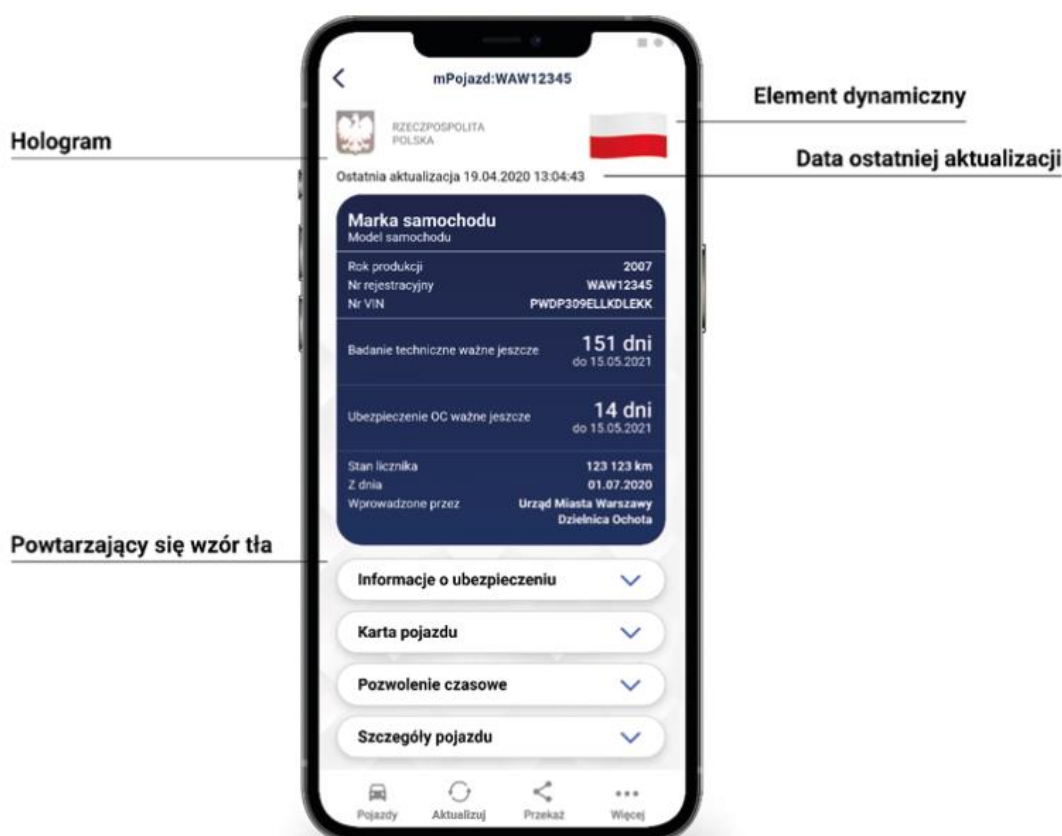 mPojazd:WAW12345
Element dynamiczny
Hologram
RZECZPOSPOLITA
POLSKA
Data ostatniej aktualizacji
Ostatnia aktualizacja 19.04.2020 13:04:43
Marka samochodu
Model samochodu
Rok produkcji 2007
Nr rejestracyjny WAW12345
Nr VIN PWDP309ELLKDLEKK
Badanie techniczne ważne jeszcze 151 dni
do 15.05.2021
Ubezpieczenie OC ważne jeszcze 14 dni
do 15.05.2021
Stan licznika 123 123 km
Z dnia 01.07.2020
Wprowadzone przez Urząd Miasta Warszawy
Dzielnica Ochota
Powtarzający się wzór tła
Informacje o ubezpieczeniu
Karta pojazdu
Pozwolenie czasowe
Szczegóły pojazdu
Pojazdy Aktualizuj Przekaż Więcej